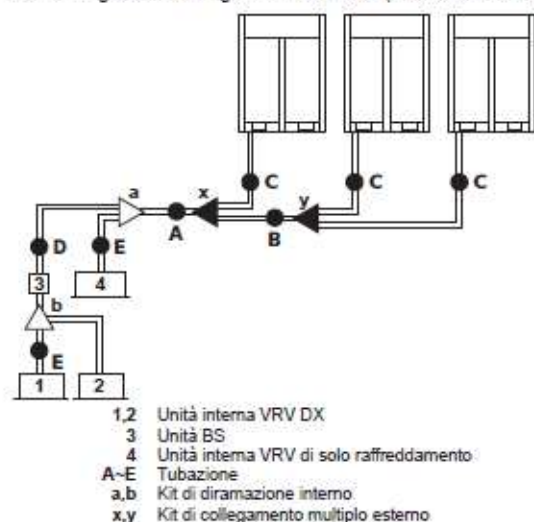 a
x
C
y
C
C
A
B
D
E
4
3
b
E
1
2
1,2 Unità interna VRV DX
3 Unità BS
4 Unità interna VRV di solo raffreddamento
A~E Tubazione
a,b Kit di diramazione interno
x,y Kit di collegamento multiplo esterno